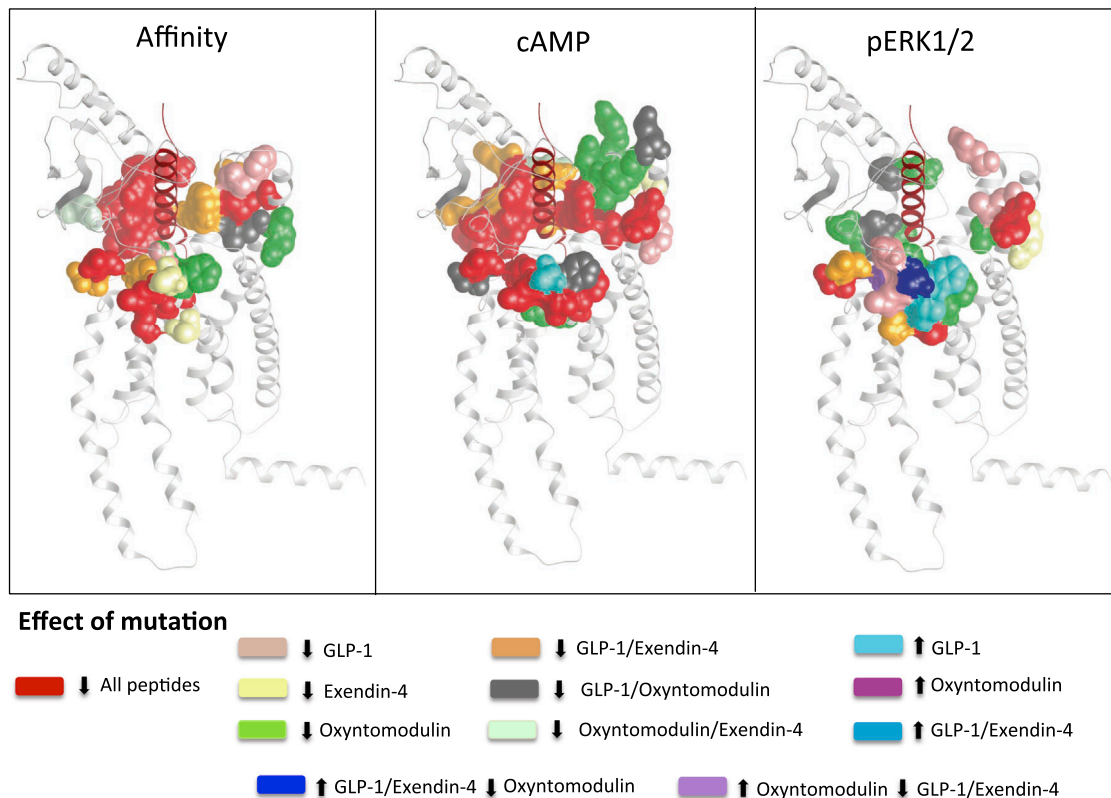 Affinity
cAMP
pERK1/2
Effect of mutation
⬇ All peptides
⬇ GLP-1
⬇ Exendin-4
⬇ Oxyntomodulin
⬇ GLP-1/Exendin-4
⬇ GLP-1/Oxyntomodulin
⬇ Oxyntomodulin/Exendin-4
⬆ GLP-1
⬆ Oxyntomodulin
⬆ GLP-1/Exendin-4
⬆ GLP-1/Exendin-4 ⬇ Oxyntomodulin
⬆ Oxyntomodulin ⬇ GLP-1/Exendin-4